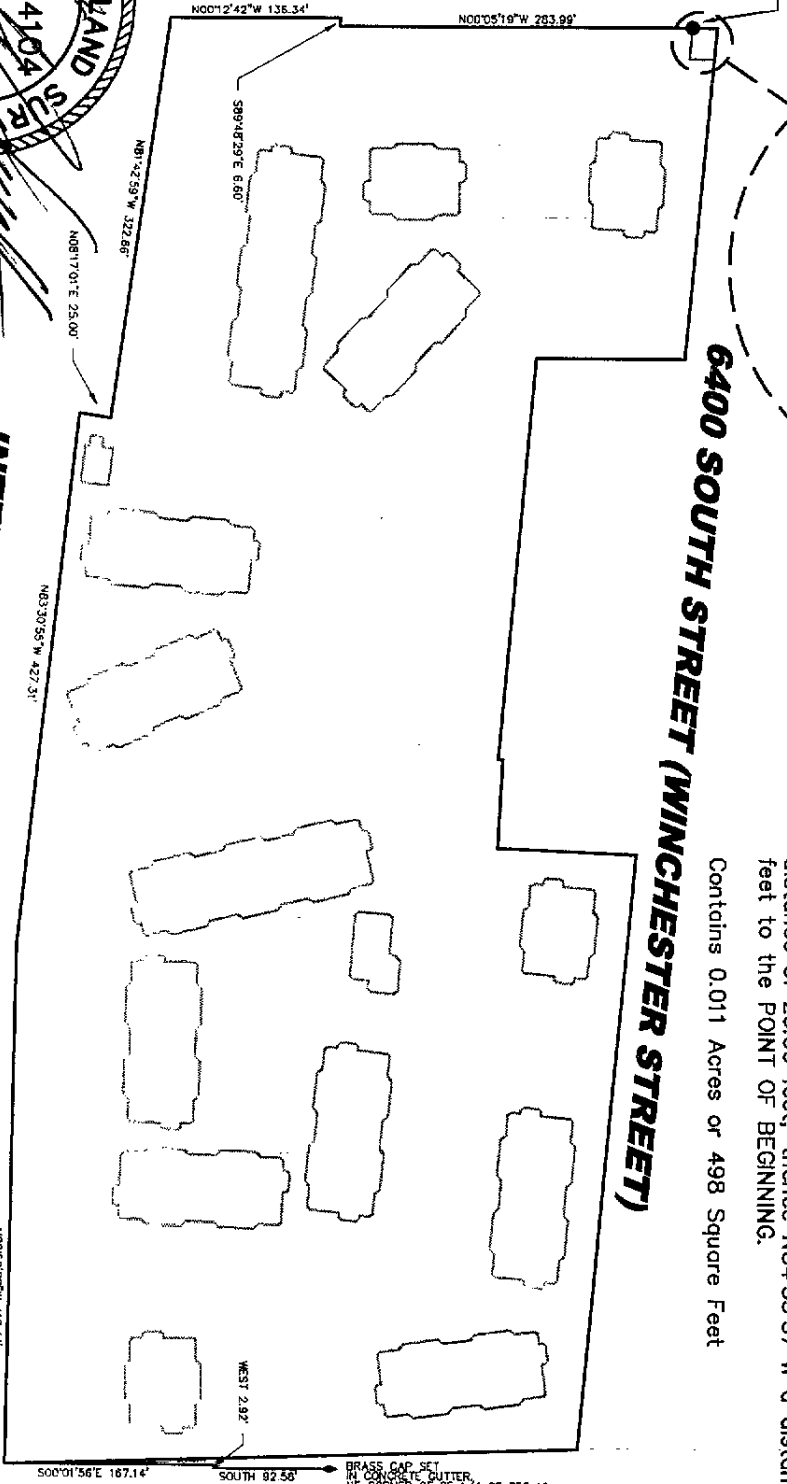 N00°12'42"W 135.34'
N00°05'19"W 283.99'
S89°48'29"E 6.60'
N81°42'59"W 322.66'
N08°17'01"E 25.00'
N83°30'55"W 427.31'
6400 SOUTH STREET (WINCHESTER STREET)
feet to the POINT OF BEGINNING.
Contains 0.011 Acres or 498 Square Feet
WEST 2.92'
S00°01'56"E 167.14'
SOUTH 92.56'
BRASS CAP SET
IN CONCRETE GUTTER,
LAND SUR
4104